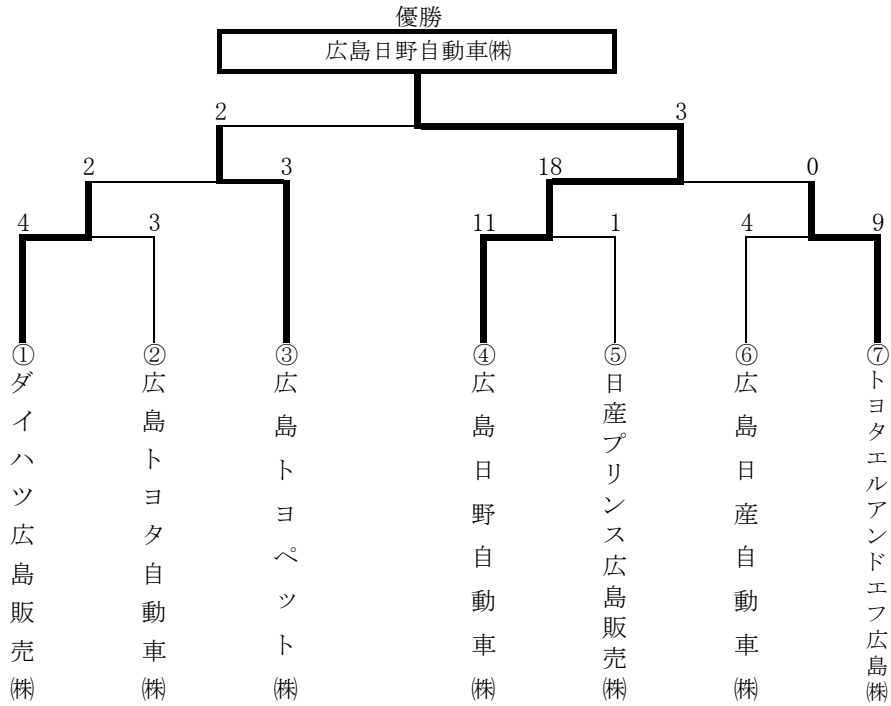 優勝
広島日野自動車㈱
2 3
2 3 18 0
4 3 11 1 4 9
①ダイハツ広島販売㈱
②広島トヨタ自動車㈱
③広島トヨペット㈱
④広島日野自動車㈱
⑤日産プリンス広島販売㈱
⑥広島日産自動車㈱
⑦トヨタエルアンドエフ広島㈱